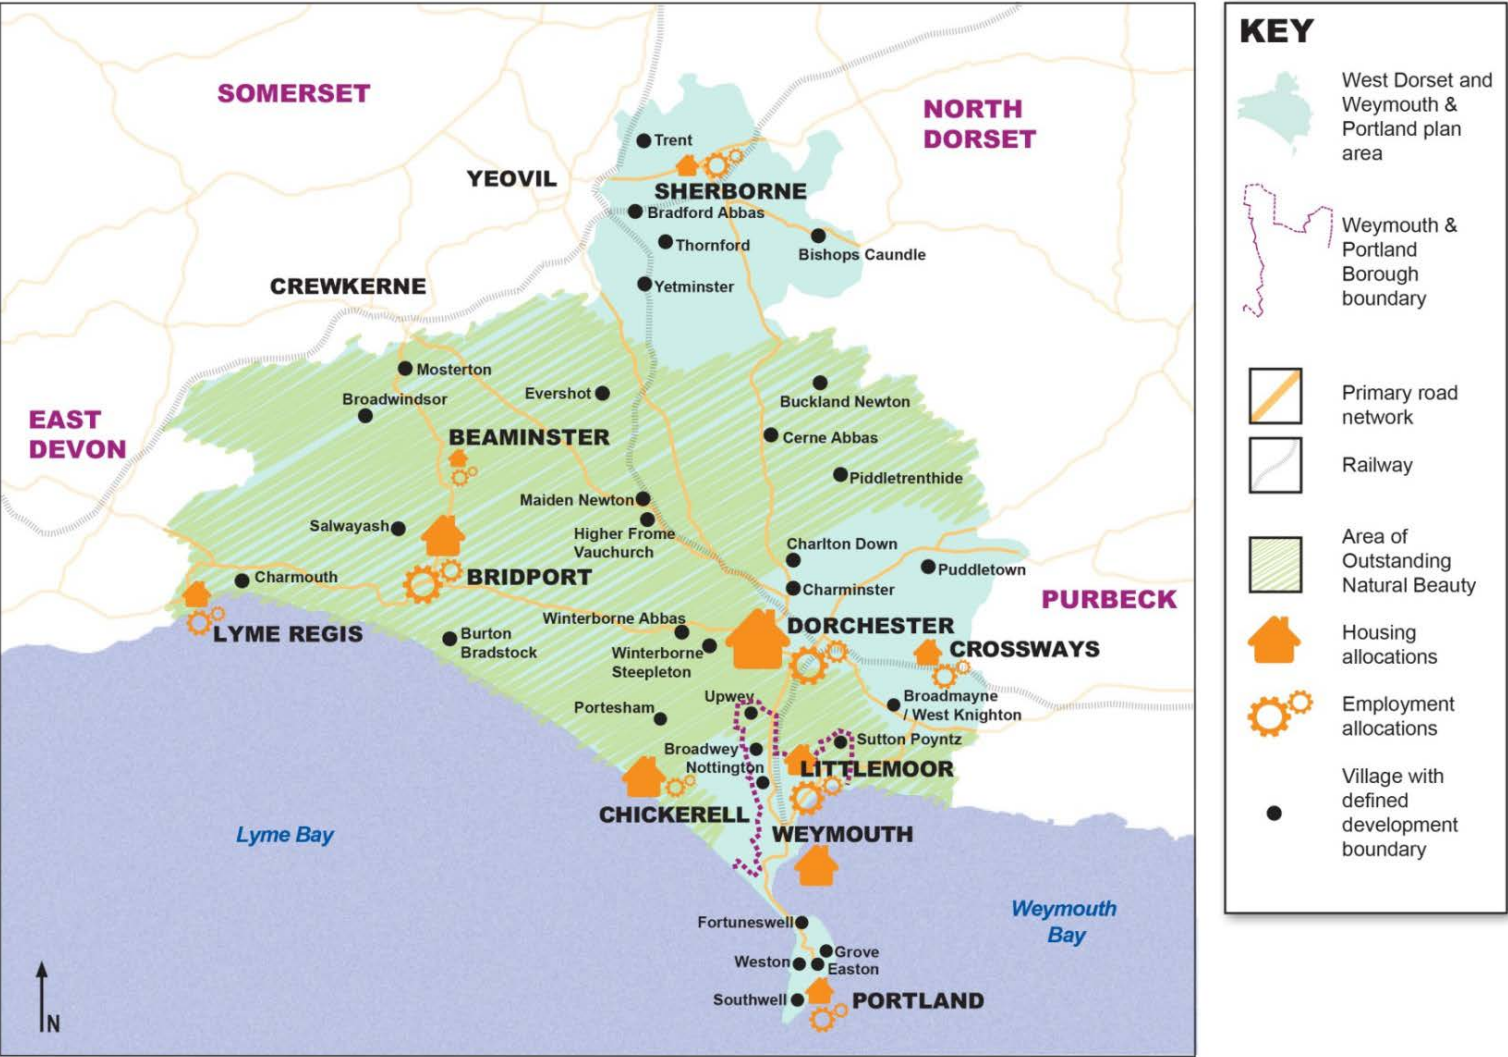 SOMERSET
NORTH
DORSET
Trent
YEOVIL
SHERBORNE
Bradford Abbas
Thornford
Bishops Caundle
Yetminster
CREWKERNE
Mosterton
Evershot
Broadwindsor
Buckland Newton
EAST
DEVON
BEAMINSTER
Cerne Abbas
Piddletrenthide
Maiden Newton
Salwayash
Higher Frome
Vauchurch
Charlton Down
Puddletown
Charmouth
BRIDPORT
Charminster
PURBECK
Winterborne Abbas
DORCHESTER
LYME REGIS
Burton
Bradstock
Winterborne
Steepleton
CROSSWAYS
Upwey
Broadmayne
/ West Knighton
Portesham
Broadwey
Sutton Poyntz
Nottington
LITTLEMOOR
CHICKERELL
WEYMOUTH
Lyme Bay
Weymouth
Bay
Fortuneswell
Grove
Weston
Easton
Southwell
PORTLAND
N
KEY
West Dorset and
Weymouth &
Portland plan
area
Weymouth &
Portland
Borough
boundary
Primary road
network
Railway
Area of
Outstanding
Natural Beauty
Housing
allocations
Employment
allocations
Village with
defined
development
boundary